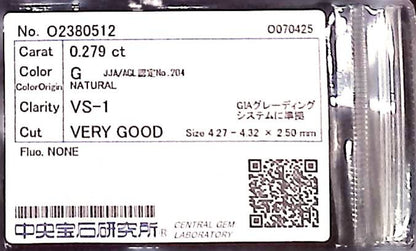 No. O2380512 O070425
Carat 0.279 ct
Color G JJA/AGL認定No.204
ColorOrigin NATURAL
Clarity VS-1 GIAグレーディング
システムに準拠
Cut VERY GOOD Size 4.27 - 4.32 × 2.50 mm
Fluo. NONE
中央宝石研究所® CENTRAL GEM
LABORATORY